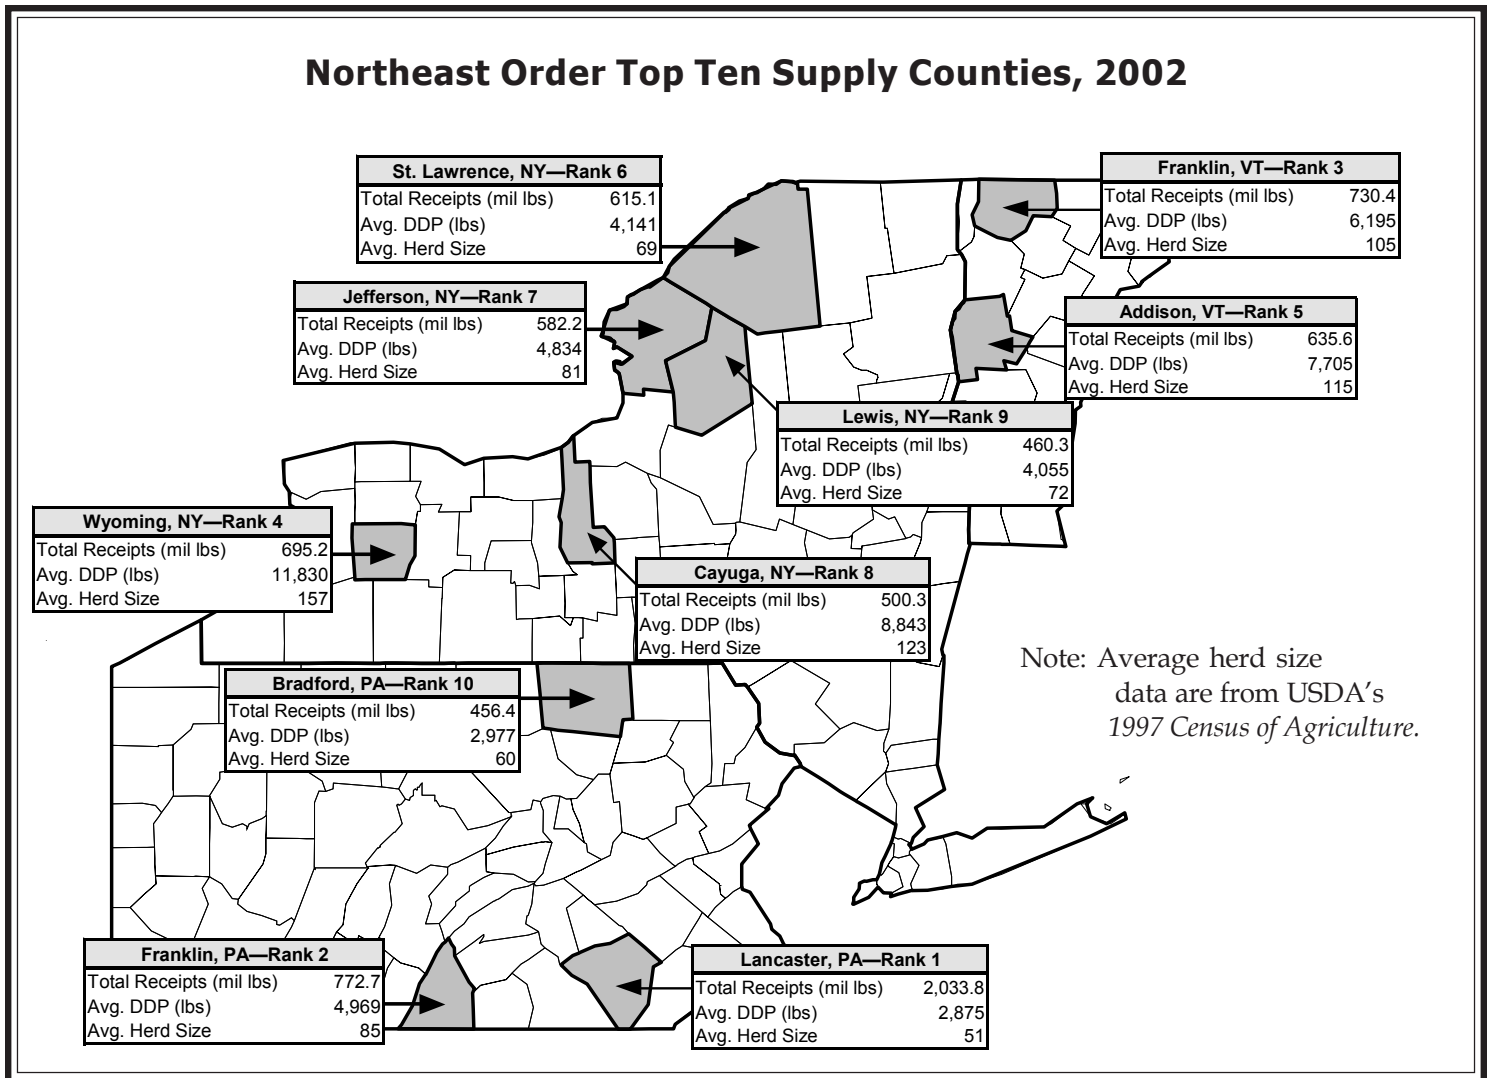 Northeast Order Top Ten Supply Counties, 2002
St. Lawrence, NY—Rank 6
Total Receipts (mil lbs) 615.1
Avg. DDP (lbs) 4,141
Avg. Herd Size 69
Franklin, VT—Rank 3
Total Receipts (mil lbs) 730.4
Avg. DDP (lbs) 6,195
Avg. Herd Size 105
Jefferson, NY—Rank 7
Total Receipts (mil lbs) 582.2
Avg. DDP (lbs) 4,834
Avg. Herd Size 81
Addison, VT—Rank 5
Total Receipts (mil lbs) 635.6
Avg. DDP (lbs) 7,705
Avg. Herd Size 115
Lewis, NY—Rank 9
Total Receipts (mil lbs) 460.3
Avg. DDP (lbs) 4,055
Avg. Herd Size 72
Wyoming, NY—Rank 4
Total Receipts (mil lbs) 695.2
Avg. DDP (lbs) 11,830
Avg. Herd Size 157
Cayuga, NY—Rank 8
Total Receipts (mil lbs) 500.3
Avg. DDP (lbs) 8,843
Avg. Herd Size 123
Note: Average herd size
data are from USDA's
1997 Census of Agriculture.
Bradford, PA—Rank 10
Total Receipts (mil lbs) 456.4
Avg. DDP (lbs) 2,977
Avg. Herd Size 60
Franklin, PA—Rank 2
Total Receipts (mil lbs) 772.7
Avg. DDP (lbs) 4,969
Avg. Herd Size 85
Lancaster, PA—Rank 1
Total Receipts (mil lbs) 2,033.8
Avg. DDP (lbs) 2,875
Avg. Herd Size 51